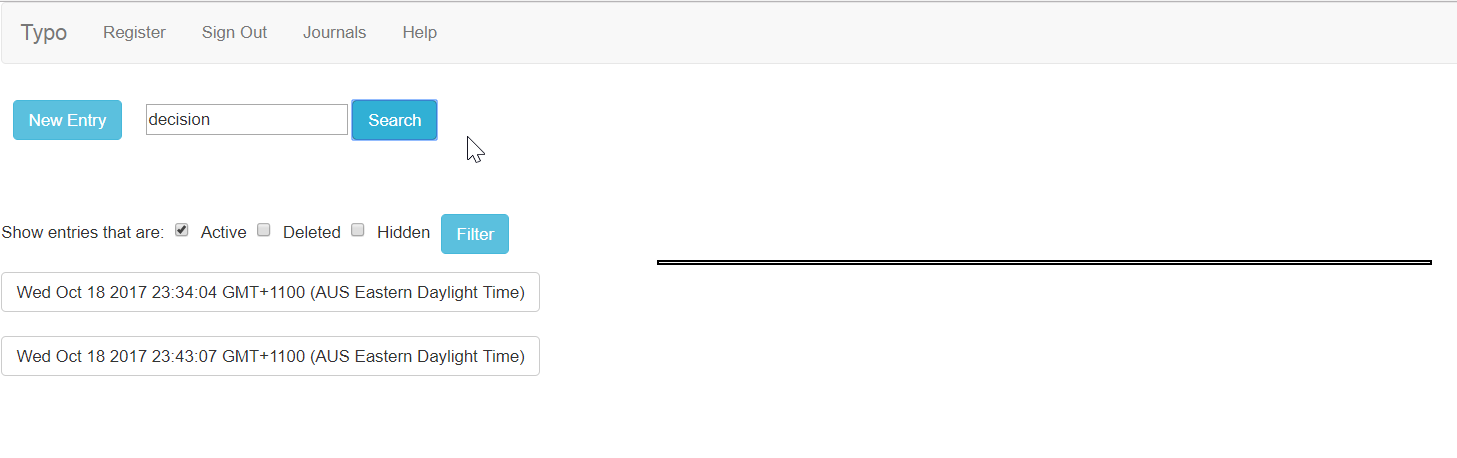 Typo Register Sign Out Journals Help
New Entry decision Search
Show entries that are: Active Deleted Hidden Filter
Wed Oct 18 2017 23:34:04 GMT+1100 (AUS Eastern Daylight Time)
Wed Oct 18 2017 23:43:07 GMT+1100 (AUS Eastern Daylight Time)